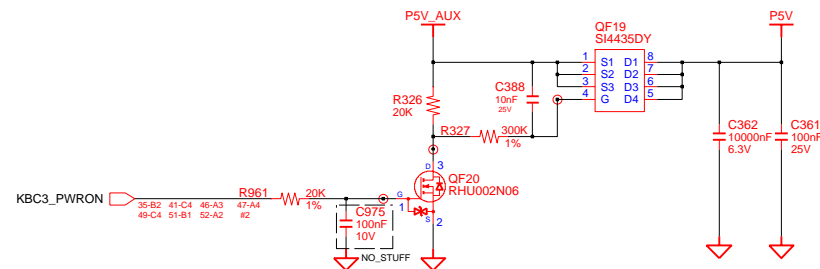 P5V_AUX
P5V
QF19
SI4435DY
1 S1 D1 8
2 S2 D2 7
3 S3 D3 6
4 G D4 5
C388
10nF
25V
R326
20K
R327 300K
1%
C362
10000nF
6.3V
C361
100nF
25V
D 3
QF20
RHU002N06
G
1
S
2
KBC3_PWRON
R961 20K
1%
35-B2 41-C4 46-A3 47-A4
49-C4 51-B1 52-A2 #2
C975
100nF
10V
NO_STUFF